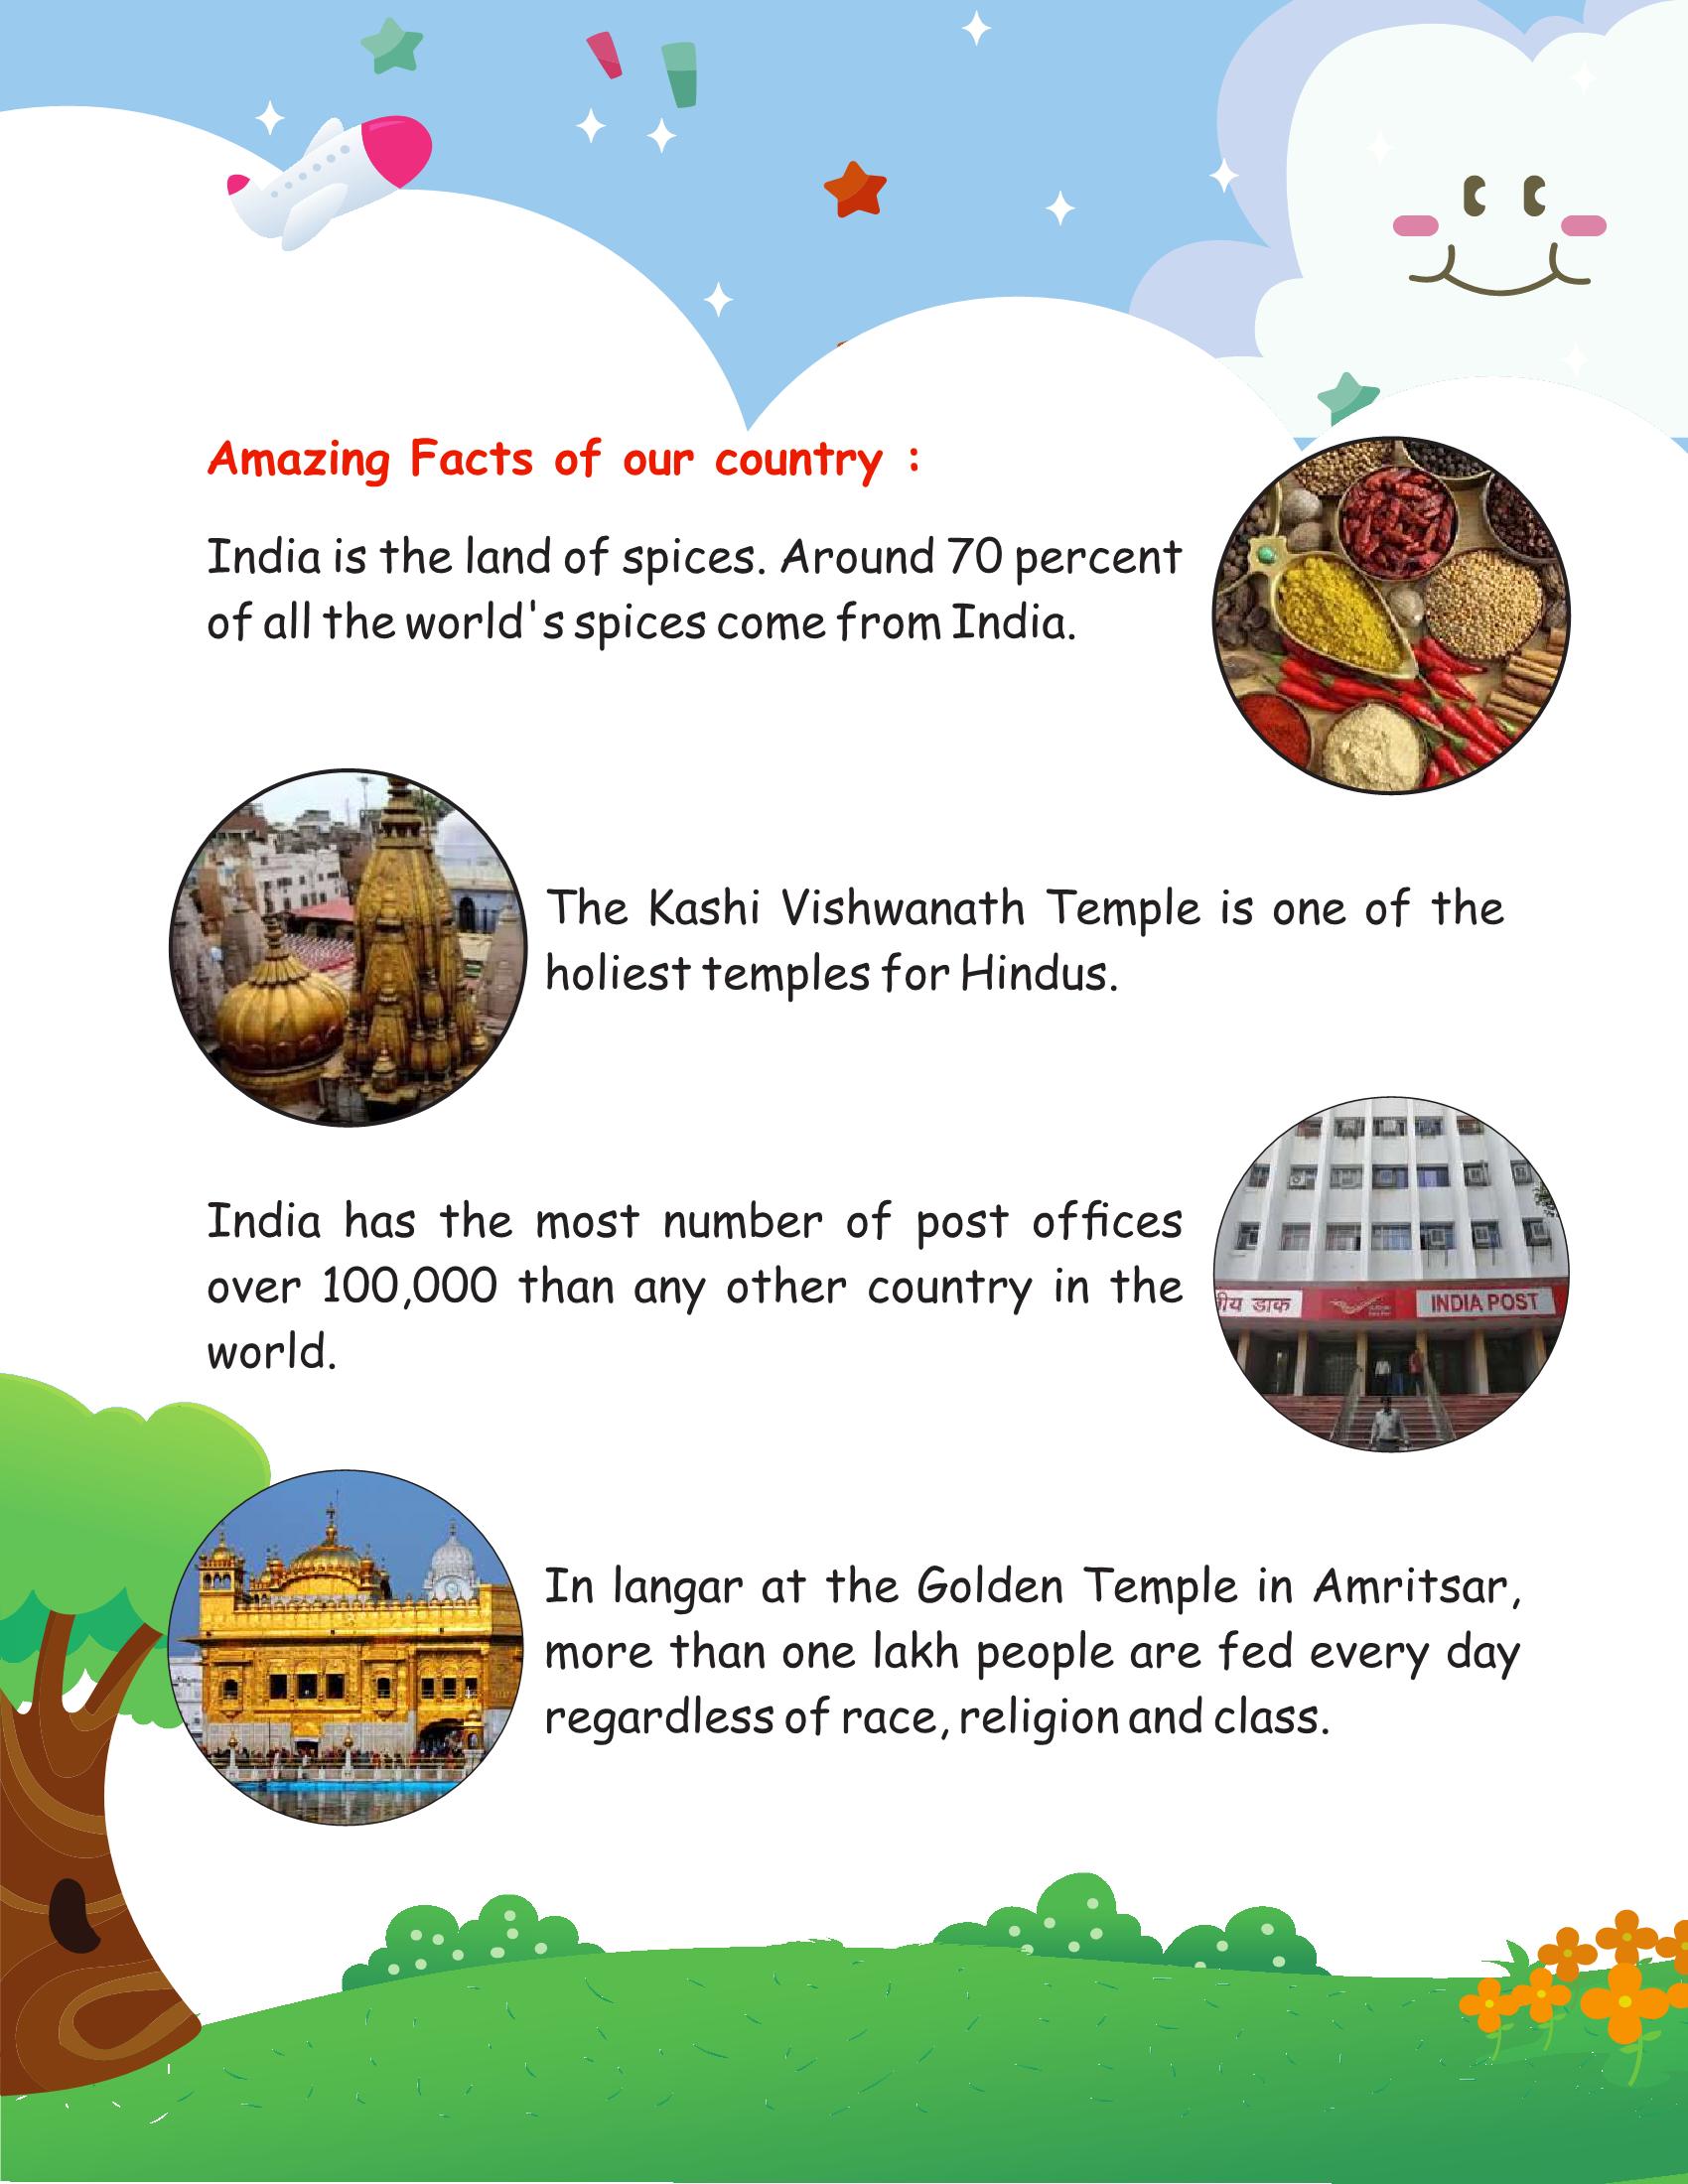 Amazing Facts of our country :
India is the land of spices. Around 70 percent
of all the world's spices come from India.
The Kashi Vishwanath Temple is one of the
holiest temples for Hindus.
India has the most number of post offices
over 100,000 than any other country in the
world.
ीय डाक
INDIA POST
In langar at the Golden Temple in Amritsar,
more than one lakh people are fed every day
regardless of race, religion and class.